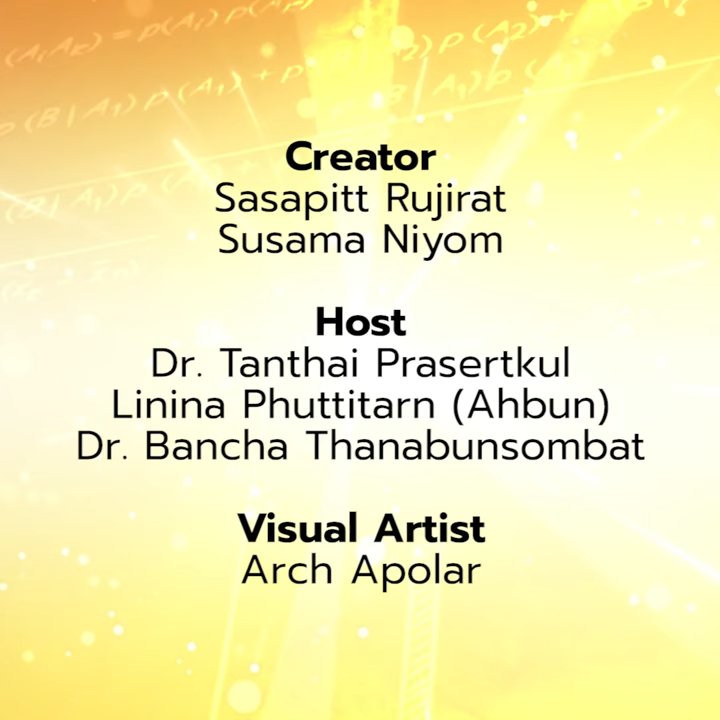 Creator
Sasapitt Rujirat
Susama Niyom
Host
Dr. Tanthai Prasertkul
Linina Phuttitarn (Ahbun)
Dr. Bancha Thanabunsombat
Visual Artist
Arch Apolar